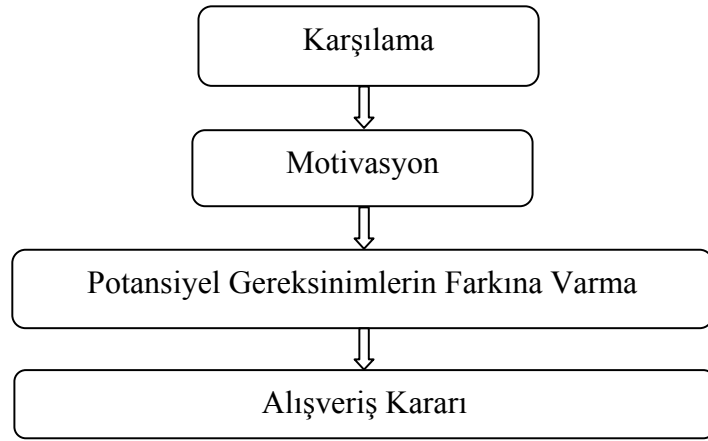 Karşılama
Motivasyon
Potansiyel Gereksinimlerin Farkına Varma
Alışveriş Kararı